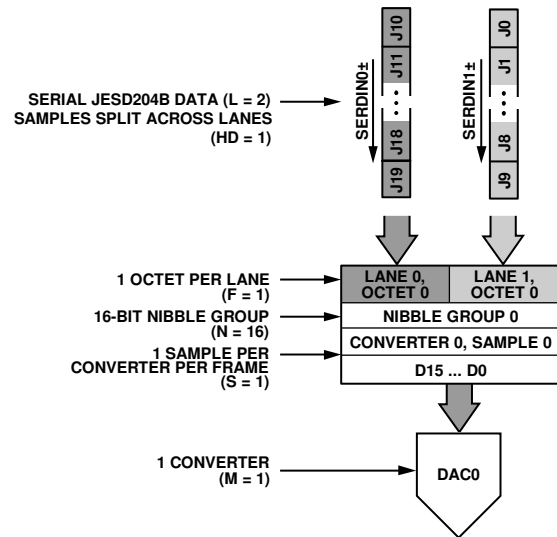 J10
J11
J18
J19
SERDIN0±
J0
J1
J8
J9
SERDIN1±
SERIAL JESD204B DATA (L = 2)
SAMPLES SPLIT ACROSS LANES
(HD = 1)
1 OCTET PER LANE
(F = 1)
LANE 0,
OCTET 0
LANE 1,
OCTET 0
16-BIT NIBBLE GROUP
(N = 16)
NIBBLE GROUP 0
1 SAMPLE PER
CONVERTER PER FRAME
(S = 1)
CONVERTER 0, SAMPLE 0
D15 ... D0
1 CONVERTER
(M = 1)
DAC0